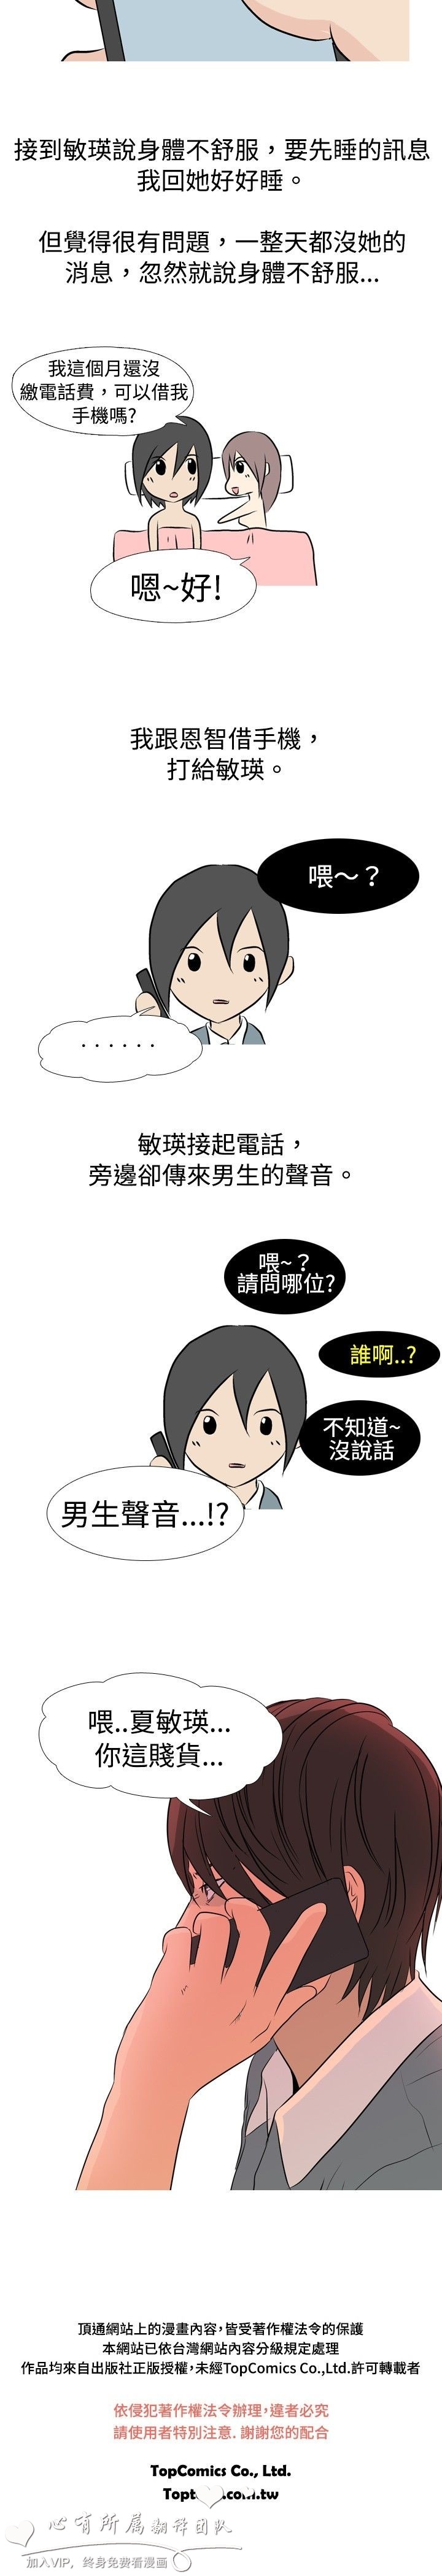 接到敏瑛說身體不舒服，要先睡的訊息
我回她好好睡。
但覺得很有問題，一整天都沒她的
消息，忽然就說身體不舒服...
我這個月還沒
繳電話費，可以借我
手機嗎?
嗯~好!
我跟恩智借手機，
打給敏瑛。
喂～？
......
敏瑛接起電話，
旁邊卻傳來男生的聲音。
喂~？
請問哪位?
誰啊..?
不知道~
沒說話
男生聲音...!?
喂..夏敏瑛...
你這賤貨...
頂通網站上的漫畫內容,皆受著作權法令的保護
本網站已依台灣網站內容分級規定處理
作品均來自出版社正版授權,未經TopComics Co.,Ltd.許可轉載者
依侵犯著作權法令辦理,違者必究
請使用者特別注意. 謝謝您的配合
TopComics Co., Ltd.
心有所属翻译团队
加入VIP，终身免费看漫画